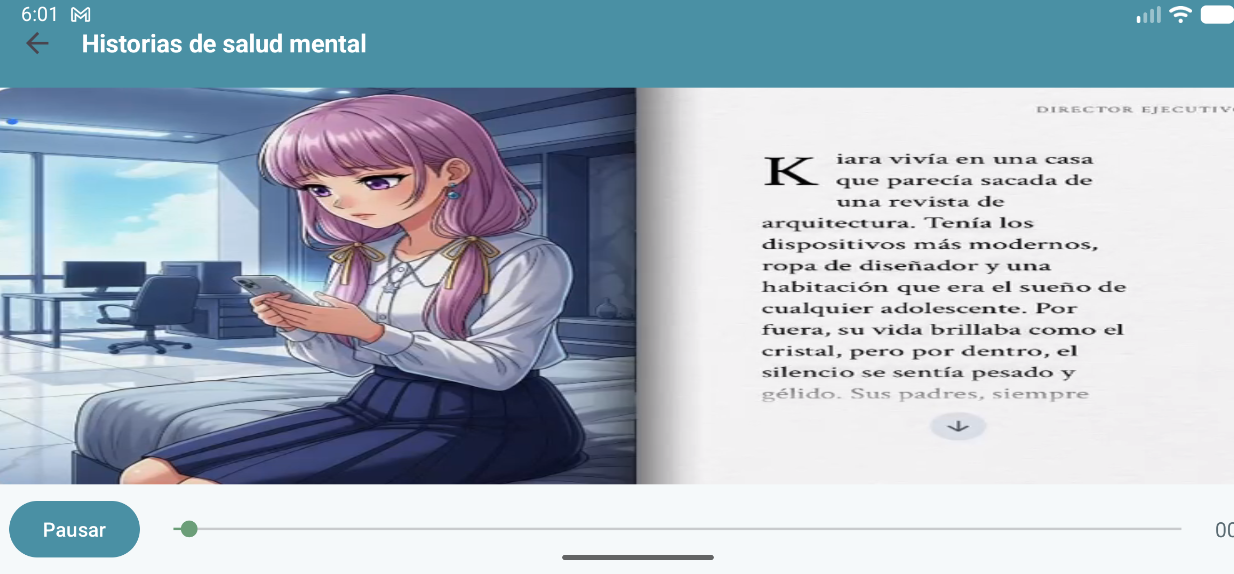 6:01
Historias de salud mental
DIRECTOR EJECUTIV
Kiara vivía en una casa
que parecía sacada de
una revista de
arquitectura. Tenía los
dispositivos más modernos,
ropa de diseñador y una
habitación que era el sueño de
cualquier adolescente. Por
fuera, su vida brillaba como el
cristal, pero por dentro, el
silencio se sentía pesado y
gélido. Sus padres, siempre
Pausar
00